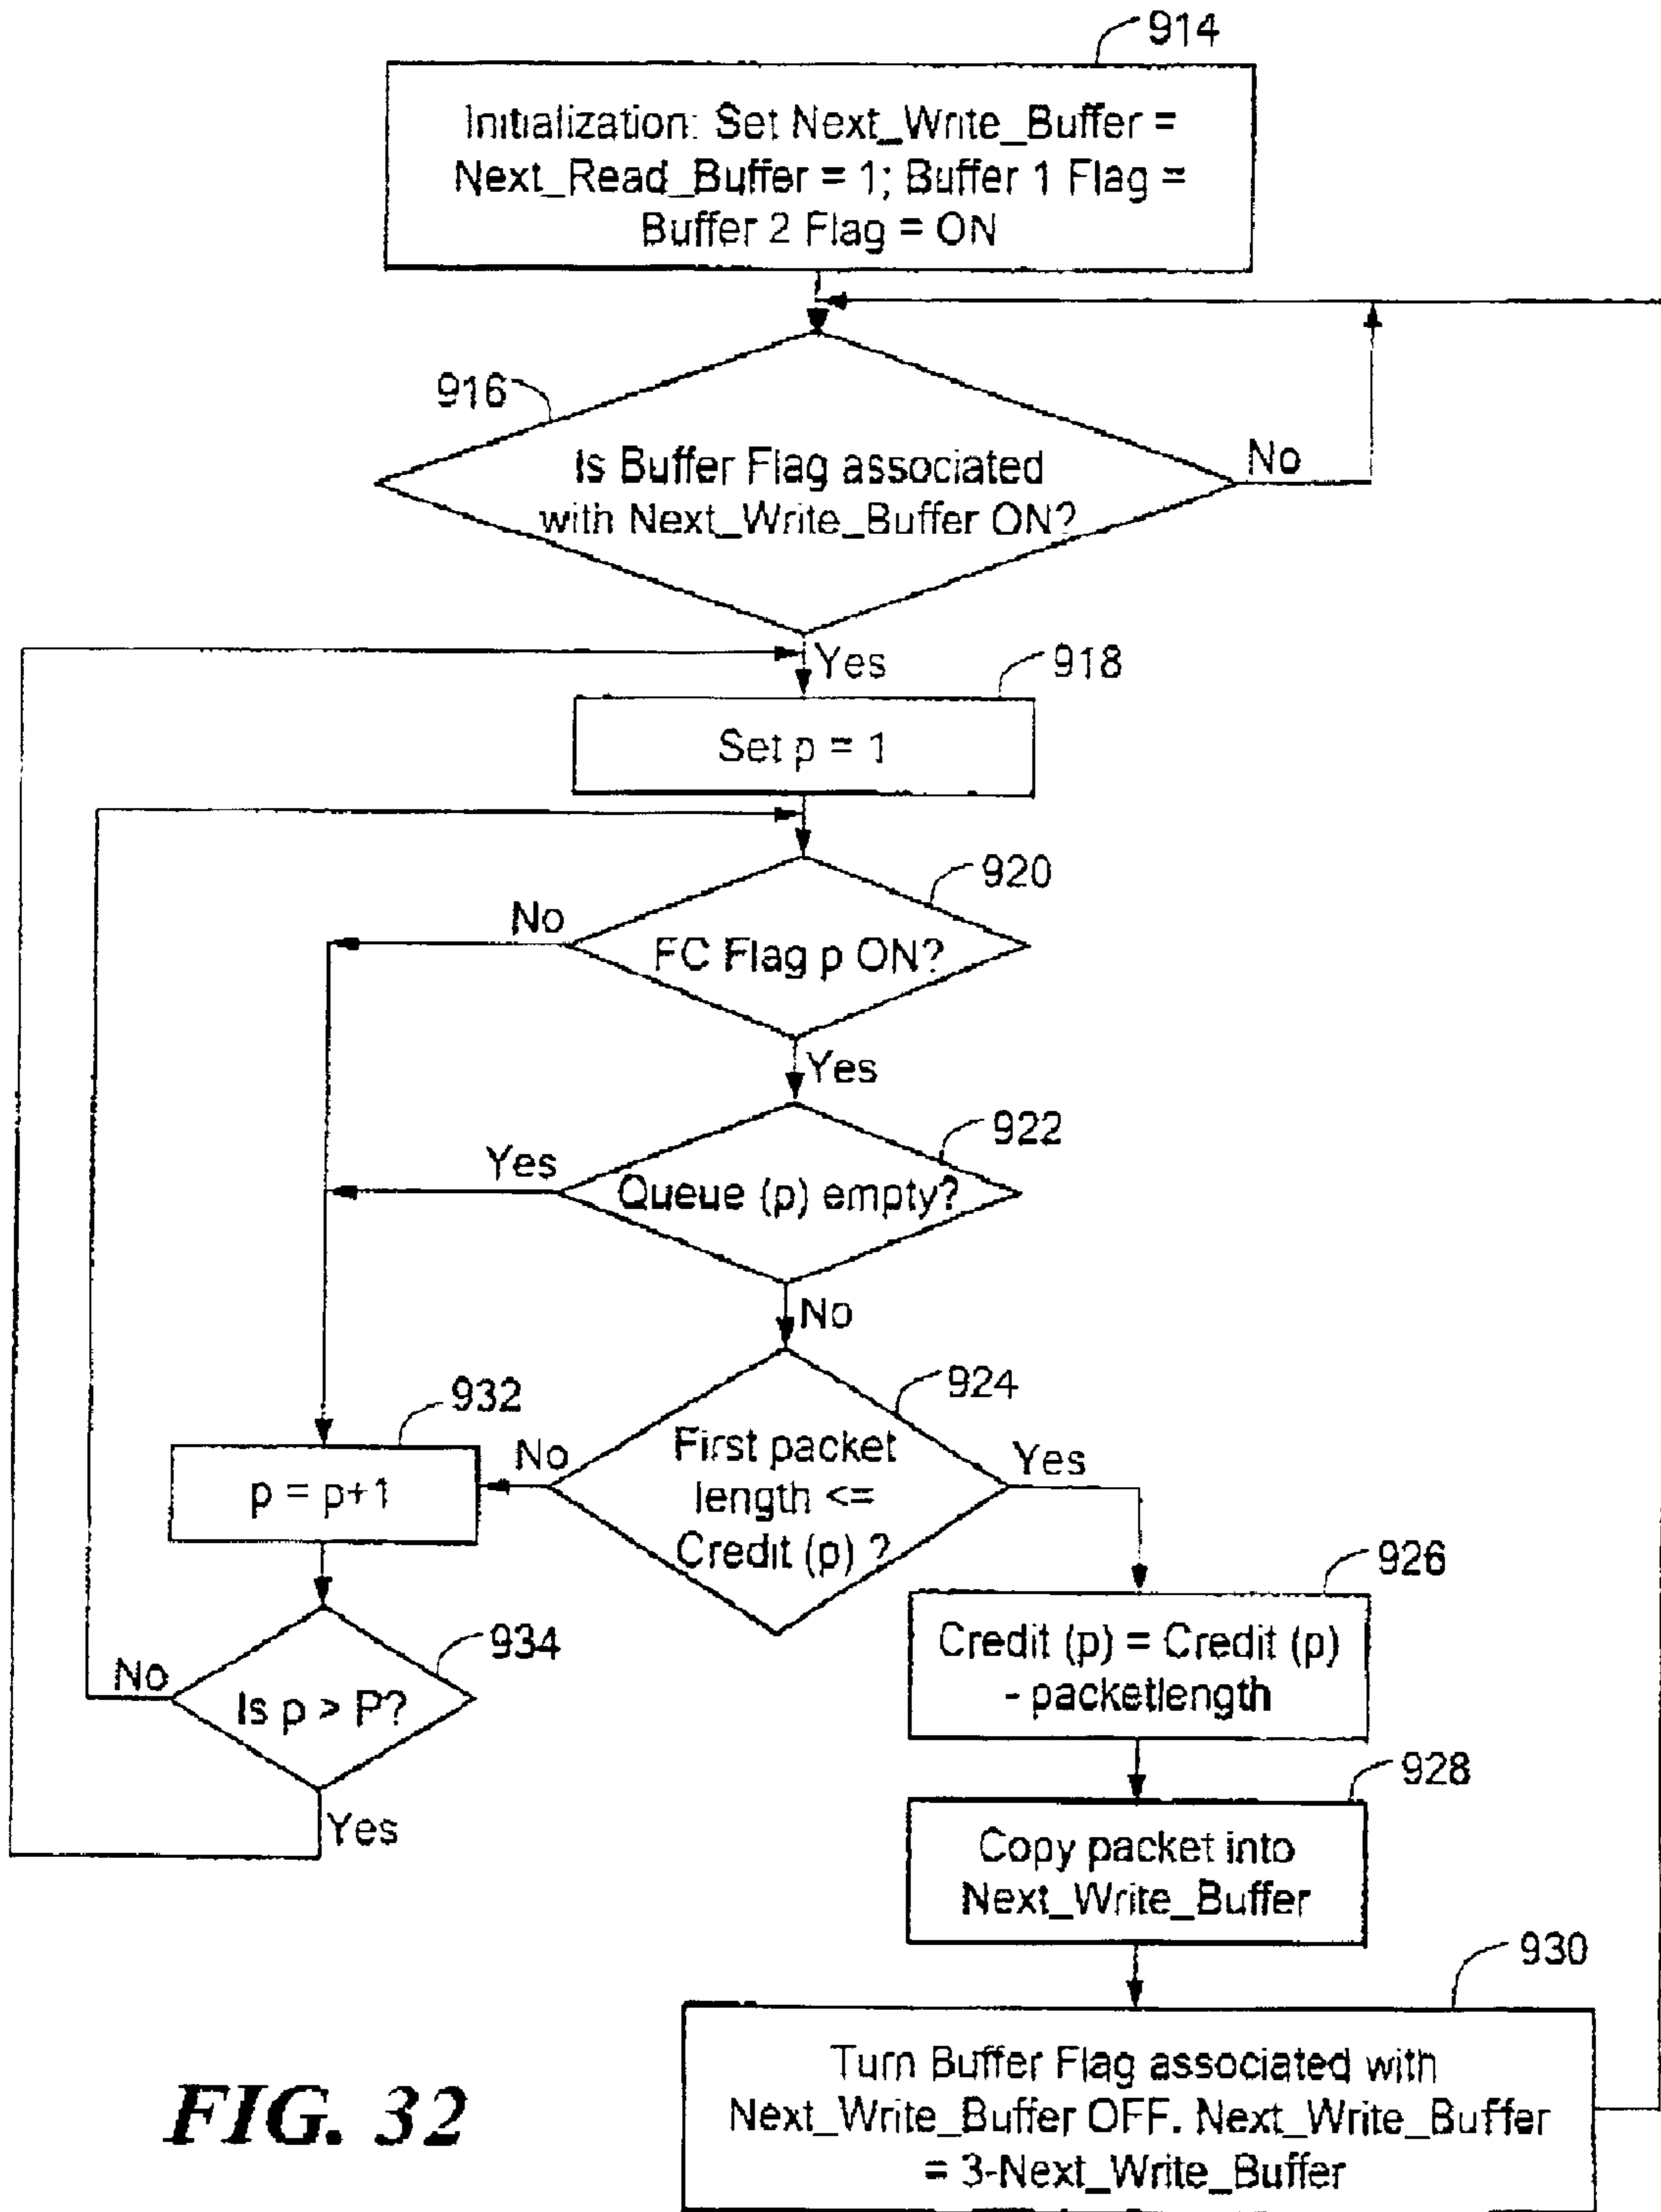 914
Initialization: Set Next_Write_Buffer =
Next_Read_Buffer = 1; Buffer 1 Flag =
Buffer 2 Flag = ON
916
Is Buffer Flag associated
with Next_Write_Buffer ON?
No
Yes
918
Set p = 1
920
No
FC Flag p ON?
Yes
922
Yes
Queue (p) empty?
No
924
932
First packet
length <=
Credit (p) ?
No
Yes
p = p+1
926
Credit (p) = Credit (p)
- packetlength
934
No
Is p > P?
Yes
928
Copy packet into
Next_Write_Buffer
930
Turn Buffer Flag associated with
Next_Write_Buffer OFF. Next_Write_Buffer
= 3-Next_Write_Buffer
FIG. 32